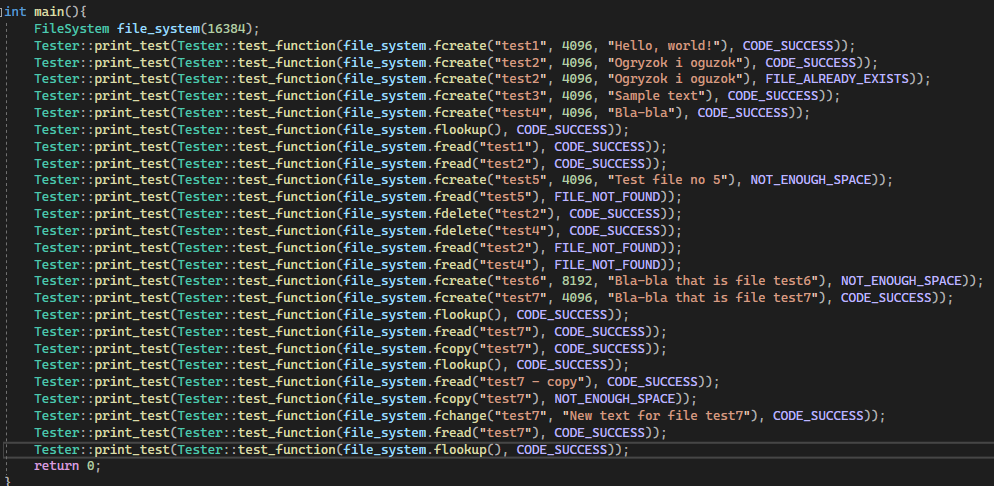 int main(){
FileSystem file_system(16384);
Tester::print_test(Tester::test_function(file_system.fcreate("test1", 4096, "Hello, world!"), CODE_SUCCESS));
Tester::print_test(Tester::test_function(file_system.fcreate("test2", 4096, "Ogryzok i oguzok"), CODE_SUCCESS));
Tester::print_test(Tester::test_function(file_system.fcreate("test2", 4096, "Ogryzok i oguzok"), FILE_ALREADY_EXISTS));
Tester::print_test(Tester::test_function(file_system.fcreate("test3", 4096, "Sample text"), CODE_SUCCESS));
Tester::print_test(Tester::test_function(file_system.fcreate("test4", 4096, "Bla-bla"), CODE_SUCCESS));
Tester::print_test(Tester::test_function(file_system.flookup(), CODE_SUCCESS));
Tester::print_test(Tester::test_function(file_system.fread("test1"), CODE_SUCCESS));
Tester::print_test(Tester::test_function(file_system.fread("test2"), CODE_SUCCESS));
Tester::print_test(Tester::test_function(file_system.fcreate("test5", 4096, "Test file no 5"), NOT_ENOUGH_SPACE));
Tester::print_test(Tester::test_function(file_system.fread("test5"), FILE_NOT_FOUND));
Tester::print_test(Tester::test_function(file_system.fdelete("test2"), CODE_SUCCESS));
Tester::print_test(Tester::test_function(file_system.fdelete("test4"), CODE_SUCCESS));
Tester::print_test(Tester::test_function(file_system.fread("test2"), FILE_NOT_FOUND));
Tester::print_test(Tester::test_function(file_system.fread("test4"), FILE_NOT_FOUND));
Tester::print_test(Tester::test_function(file_system.fcreate("test6", 8192, "Bla-bla that is file test6"), NOT_ENOUGH_SPACE));
Tester::print_test(Tester::test_function(file_system.fcreate("test7", 4096, "Bla-bla that is file test7"), CODE_SUCCESS));
Tester::print_test(Tester::test_function(file_system.flookup(), CODE_SUCCESS));
Tester::print_test(Tester::test_function(file_system.fread("test7"), CODE_SUCCESS));
Tester::print_test(Tester::test_function(file_system.fcopy("test7"), CODE_SUCCESS));
Tester::print_test(Tester::test_function(file_system.flookup(), CODE_SUCCESS));
Tester::print_test(Tester::test_function(file_system.fread("test7 - copy"), CODE_SUCCESS));
Tester::print_test(Tester::test_function(file_system.fcopy("test7"), NOT_ENOUGH_SPACE));
Tester::print_test(Tester::test_function(file_system.fchange("test7", "New text for file test7"), CODE_SUCCESS));
Tester::print_test(Tester::test_function(file_system.fread("test7"), CODE_SUCCESS));
Tester::print_test(Tester::test_function(file_system.flookup(), CODE_SUCCESS));
return 0;
}